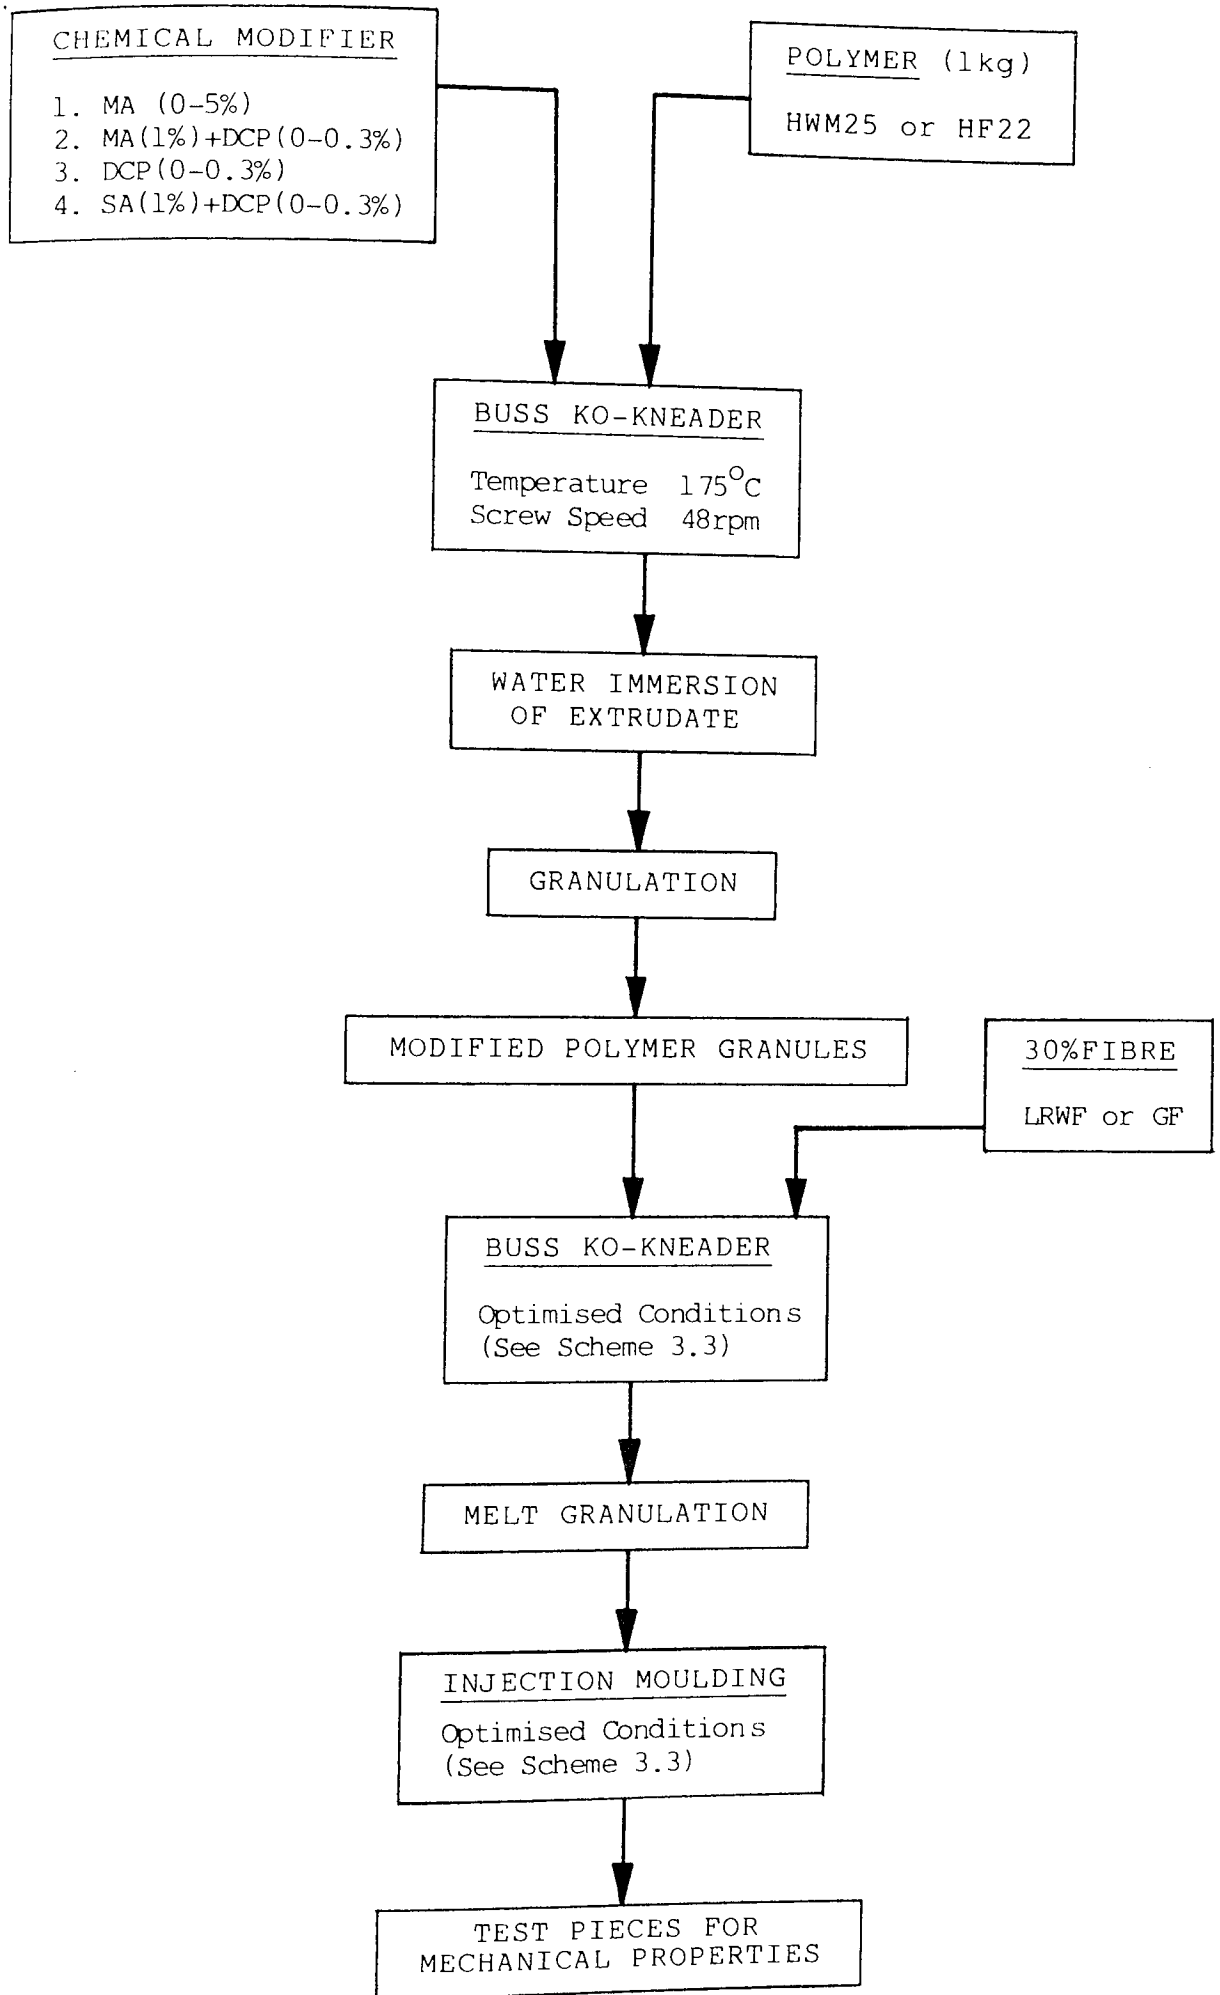 CHEMICAL MODIFIER
1. MA (0-5%)
2. MA(1%)+DCP(0-0.3%)
3. DCP(0-0.3%)
4. SA(1%)+DCP(0-0.3%)
POLYMER (1kg)
HWM25 or HF22
BUSS KO-KNEADER
Temperature 175°C
Screw Speed 48rpm
WATER IMMERSION
OF EXTRUDATE
GRANULATION
MODIFIED POLYMER GRANULES
30%FIBRE
LRWF or GF
BUSS KO-KNEADER
Optimised Conditions
(See Scheme 3.3)
MELT GRANULATION
INJECTION MOULDING
Optimised Conditions
(See Scheme 3.3)
TEST PIECES FOR
MECHANICAL PROPERTIES